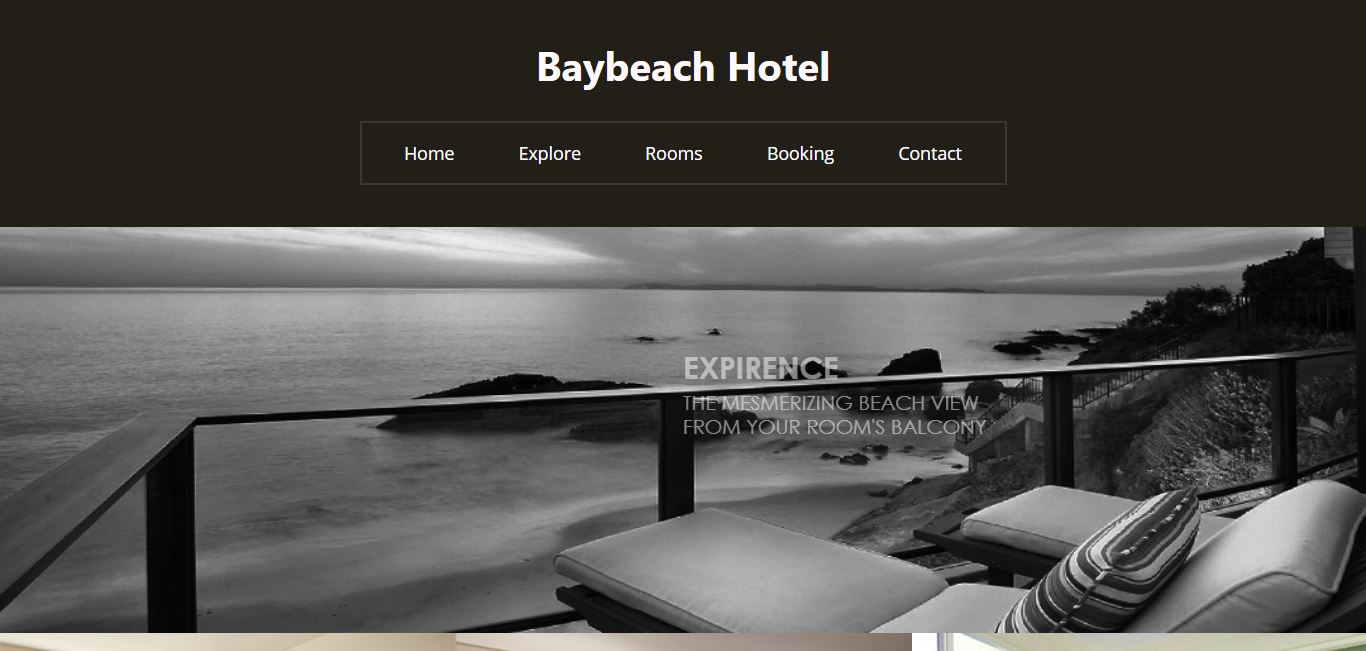 Baybeach Hotel
Home Explore Rooms Booking Contact
EXPIRENCE
THE MESMERIZING BEACH VIEW
FROM YOUR ROOM'S BALCONY